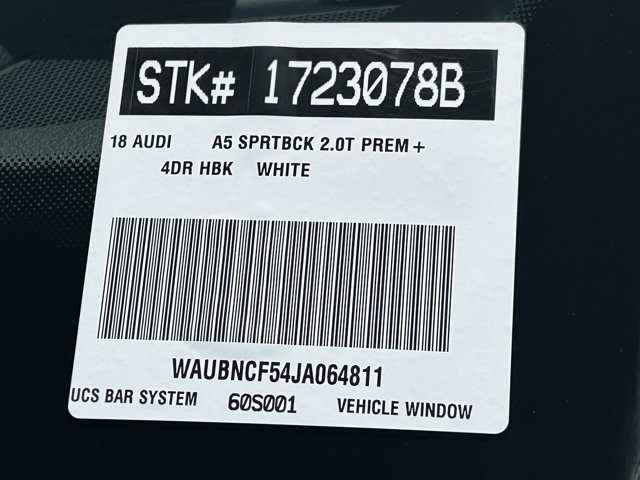 STK# 1723078B
18 AUDI A5 SPRTBCK 2.0T PREM+
4DR HBK WHITE
WAUBNCF54JA064811
UCS BAR SYSTEM 60S001 VEHICLE WINDOW